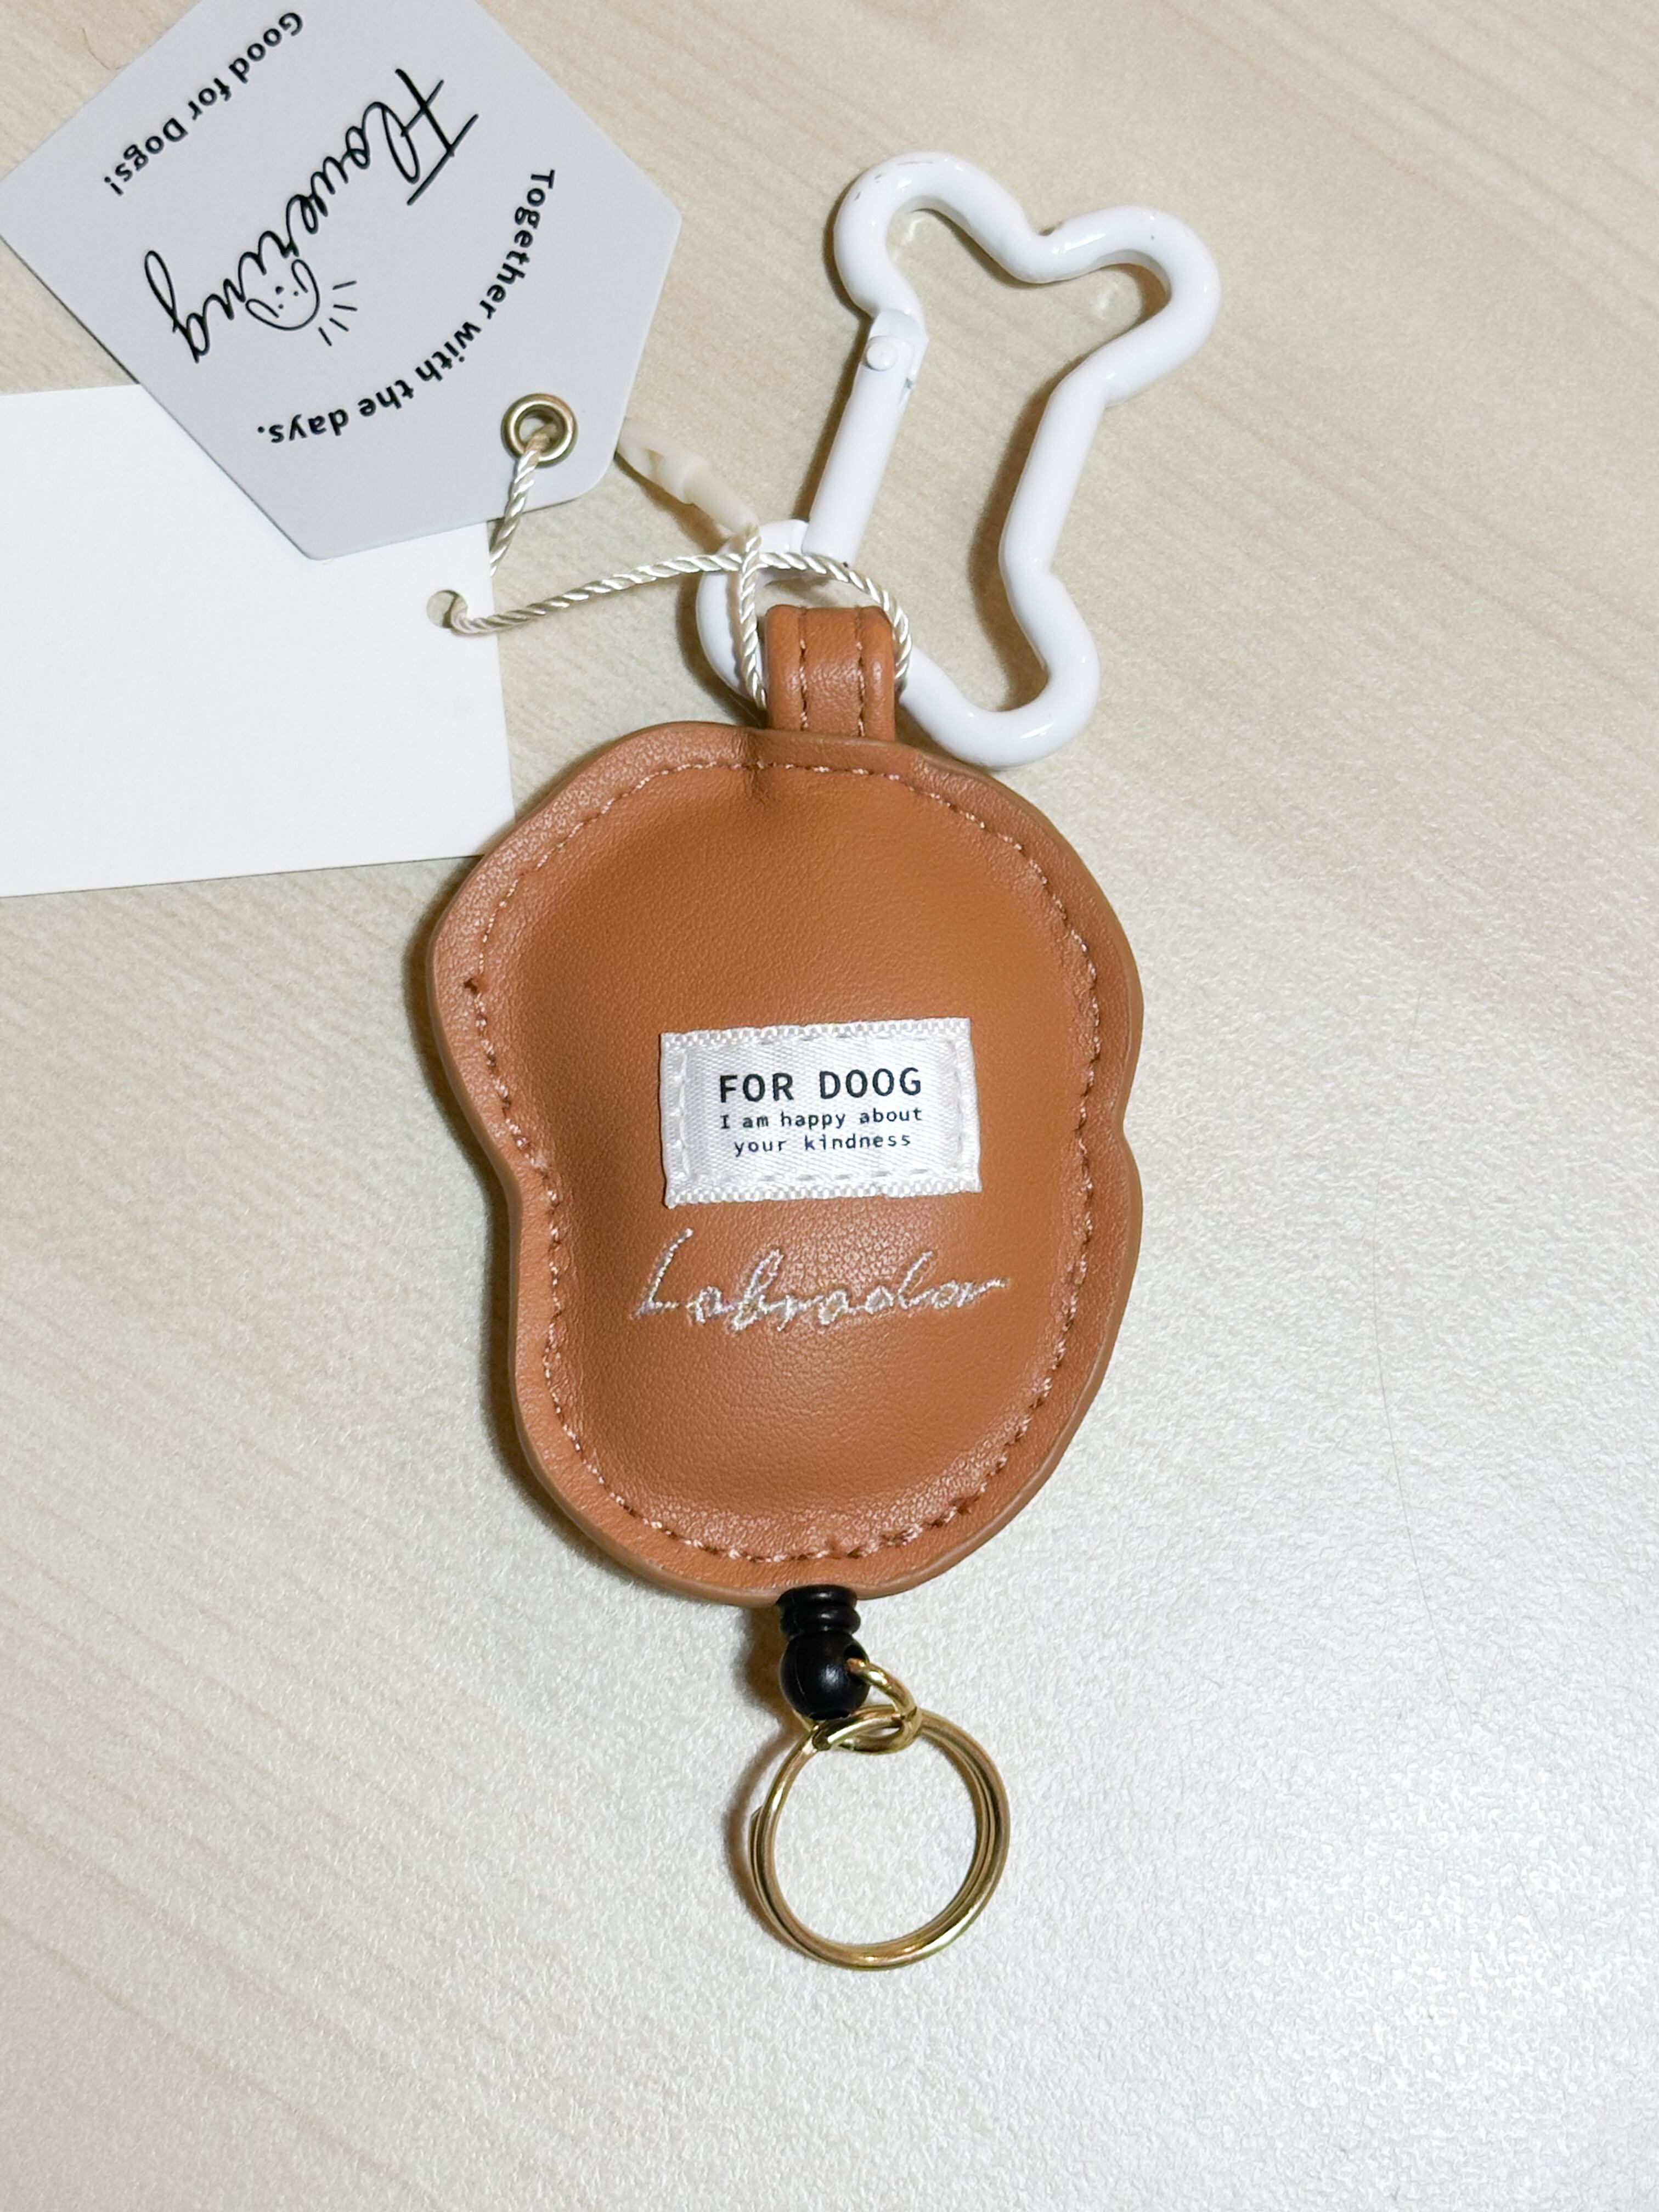 Good for Dogs!
Flowering
Together with the days.
FOR DOOG
I am happy about
your kindness
Labrador